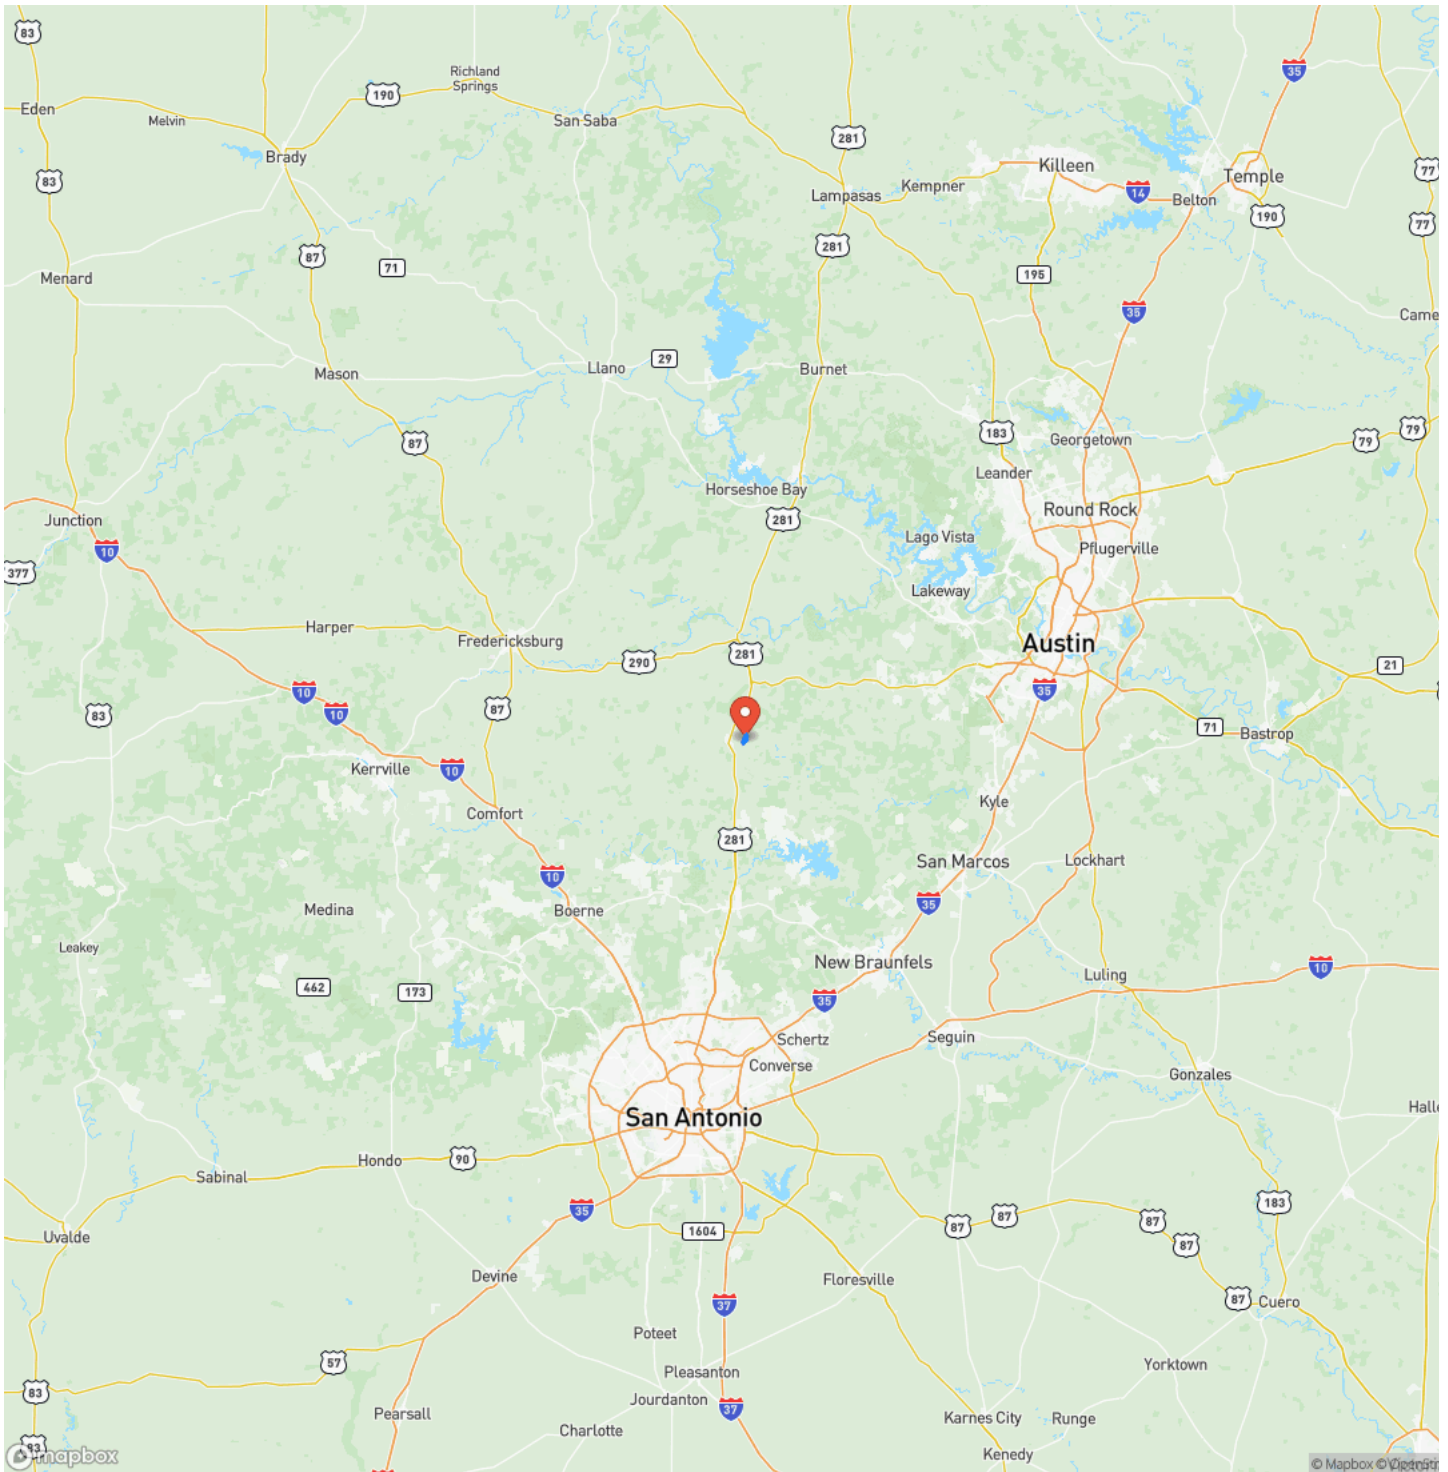 83
Richland
Springs
35
190
Eden
Melvin
San Saba
281
Brady
Killeen
77
83
Kempner
Temple
Lampasas
14
Belton
190
77
281
87
71
195
Menard
35
Came
29
Llano
Burnet
Mason
87
183
79
79
Georgetown
Leander
Horseshoe Bay
Round Rock
Junction
281
Lago Vista
10
Pflugerville
377
Lakeway
Harper
Fredericksburg
Austin
281
290
21
10
35
87
83
10
71
Bastrop
Kerrville
10
Kyle
Comfort
281
San Marcos
Lockhart
10
35
Medina
Boerne
Leakey
New Braunfels
10
Luling
462
173
35
Seguin
Schertz
Converse
Gonzales
Halle
San Antonio
Hondo
90
Sabinal
183
35
87
87
87
1604
Uvalde
87
Devine
Floresville
87
Cuero
37
Poteet
57
Yorktown
Pleasanton
83
Jourdanton
37
Pearsall
Karnes City
Runge
Charlotte
83
Kenedy
mapbox
© Mapbox © OpenStr